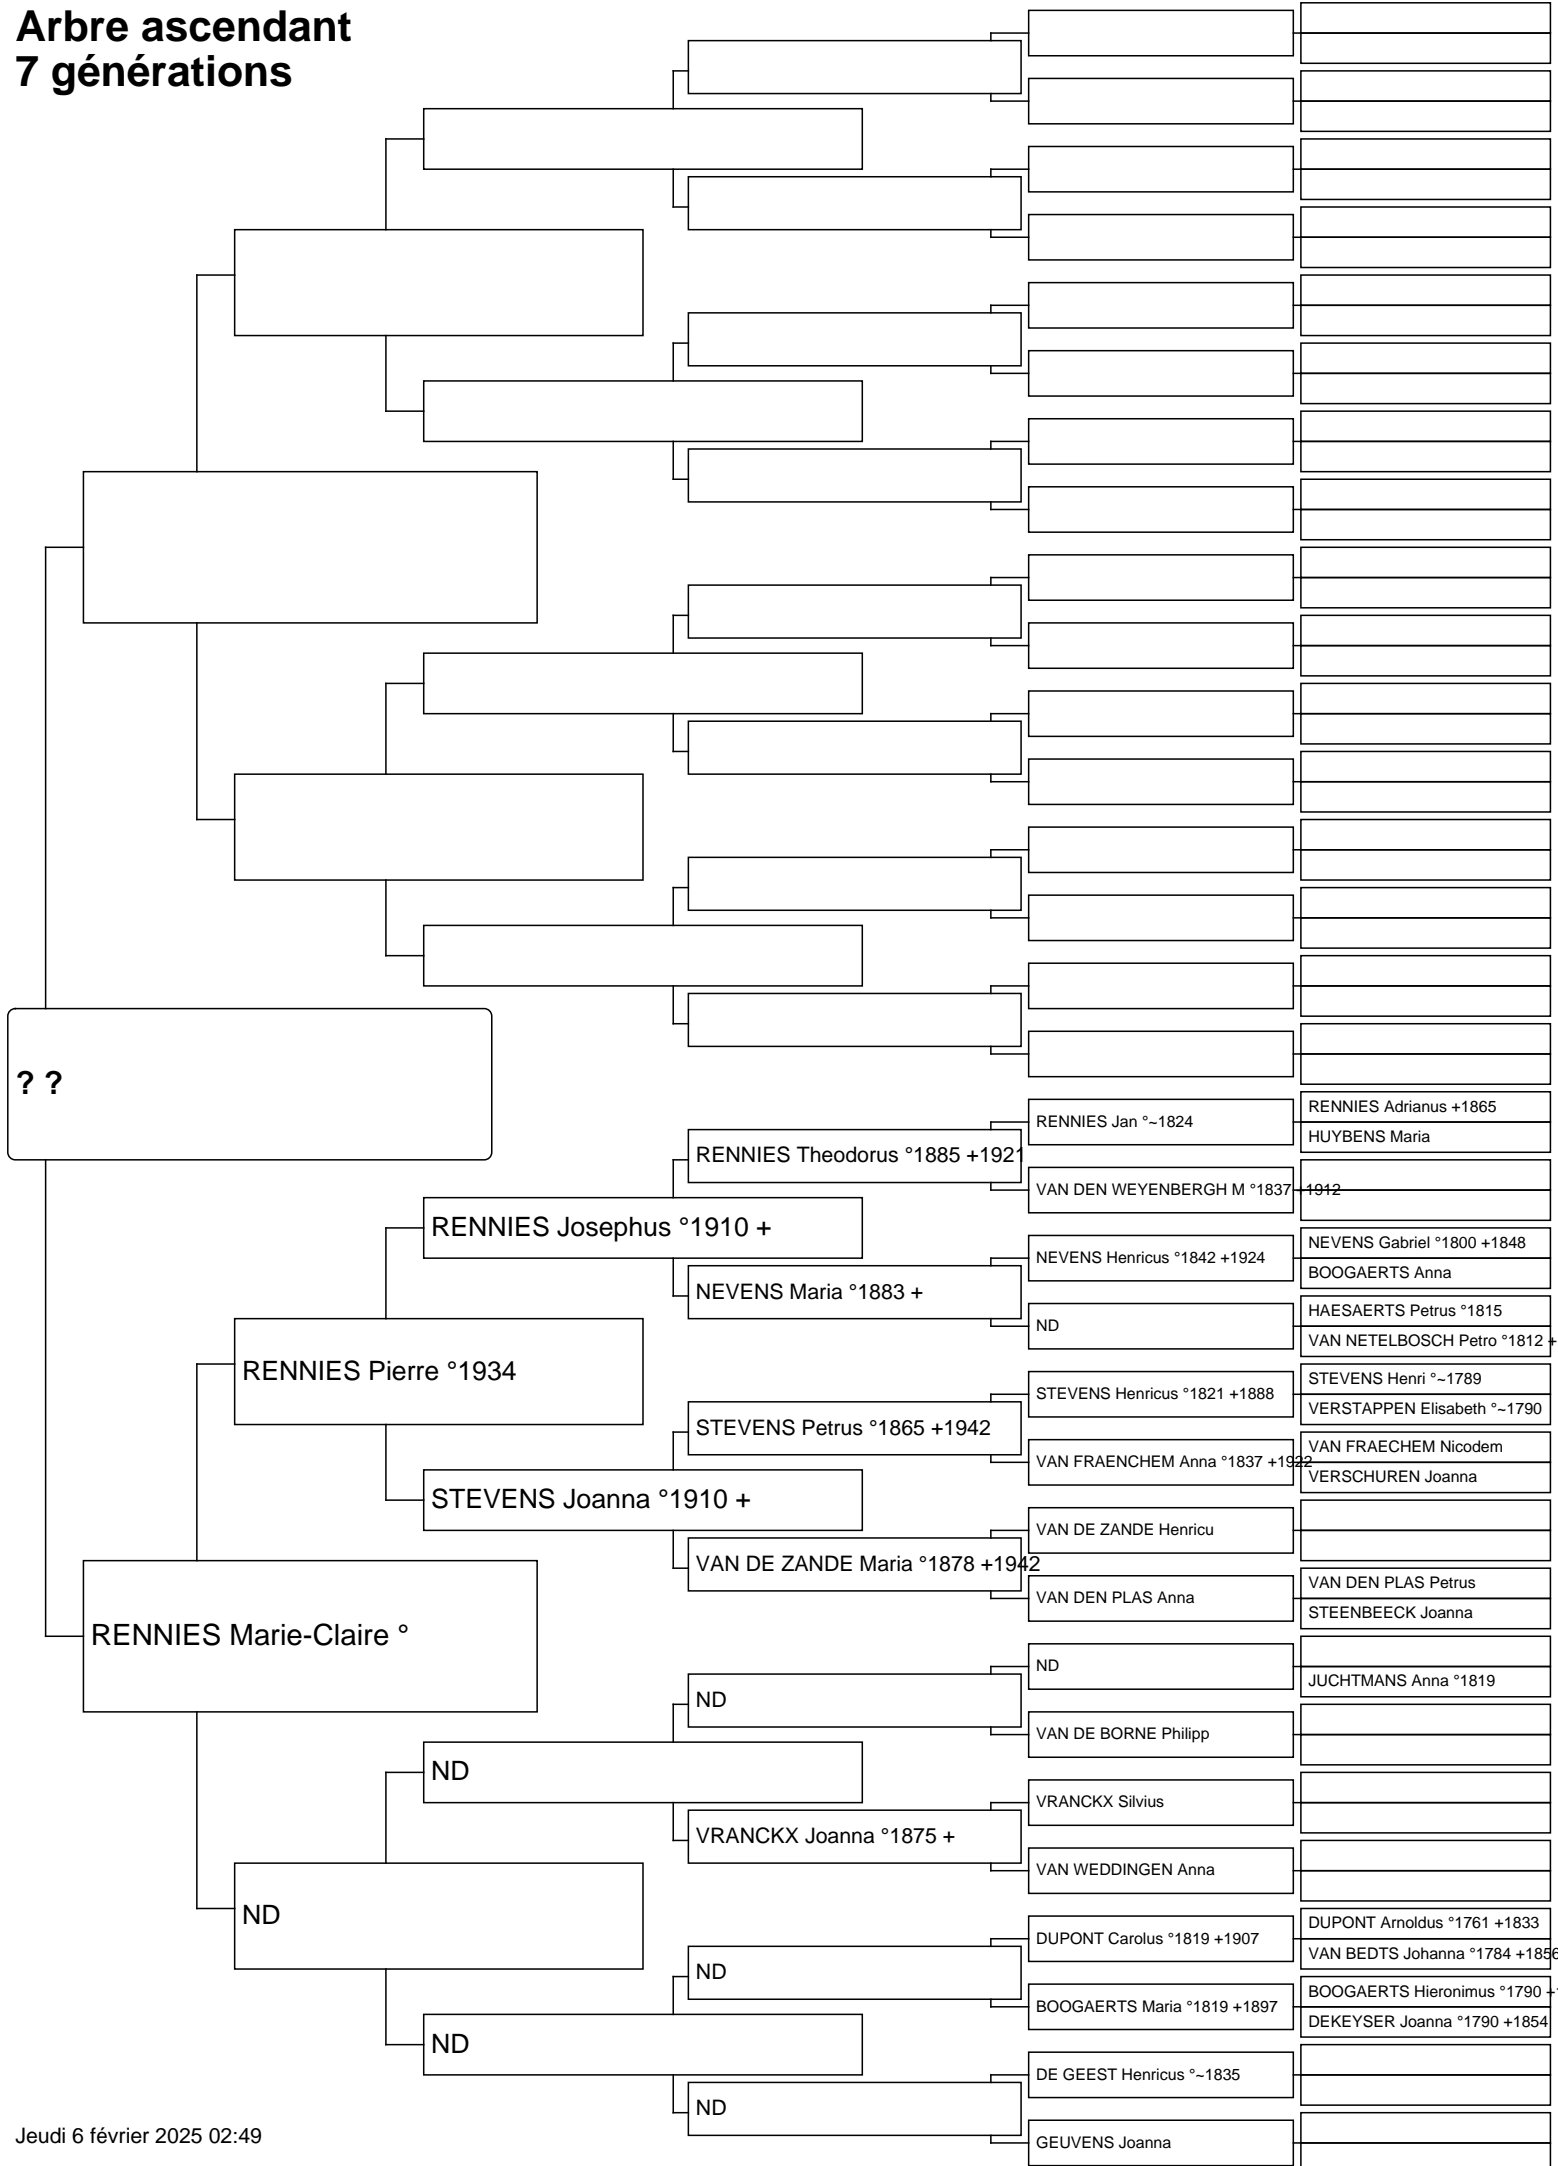 Arbre ascendant
7 générations
? ?
RENNIES Jan °~1824
RENNIES Adrianus +1865
HUYBENS Maria
RENNIES Theodorus °1885 +1921
VAN DEN WEYENBERGH M °1837 +1912
RENNIES Josephus °1910 +
NEVENS Henricus °1842 +1924
NEVENS Gabriel °1800 +1848
BOOGAERTS Anna
NEVENS Maria °1883 +
ND
HAESAERTS Petrus °1815
VAN NETELBOSCH Petro °1812 +
RENNIES Pierre °1934
STEVENS Henricus °1821 +1888
STEVENS Henri °~1789
VERSTAPPEN Elisabeth °~1790
STEVENS Petrus °1865 +1942
VAN FRAENCHEM Anna °1837 +1922
VAN FRAECHEM Nicodem
VERSCHUREN Joanna
STEVENS Joanna °1910 +
VAN DE ZANDE Henricu
VAN DE ZANDE Maria °1878 +1942
VAN DEN PLAS Anna
VAN DEN PLAS Petrus
STEENBEECK Joanna
RENNIES Marie-Claire °
ND
JUCHTMANS Anna °1819
ND
VAN DE BORNE Philipp
ND
VRANCKX Silvius
VRANCKX Joanna °1875 +
VAN WEDDINGEN Anna
ND
DUPONT Carolus °1819 +1907
DUPONT Arnoldus °1761 +1833
VAN BEDTS Johanna °1784 +1856
ND
BOOGAERTS Maria °1819 +1897
BOOGAERTS Hieronimus °1790 +
DEKEYSER Joanna °1790 +1854
ND
DE GEEST Henricus °~1835
ND
GEUVENS Joanna
Jeudi 6 février 2025 02:49